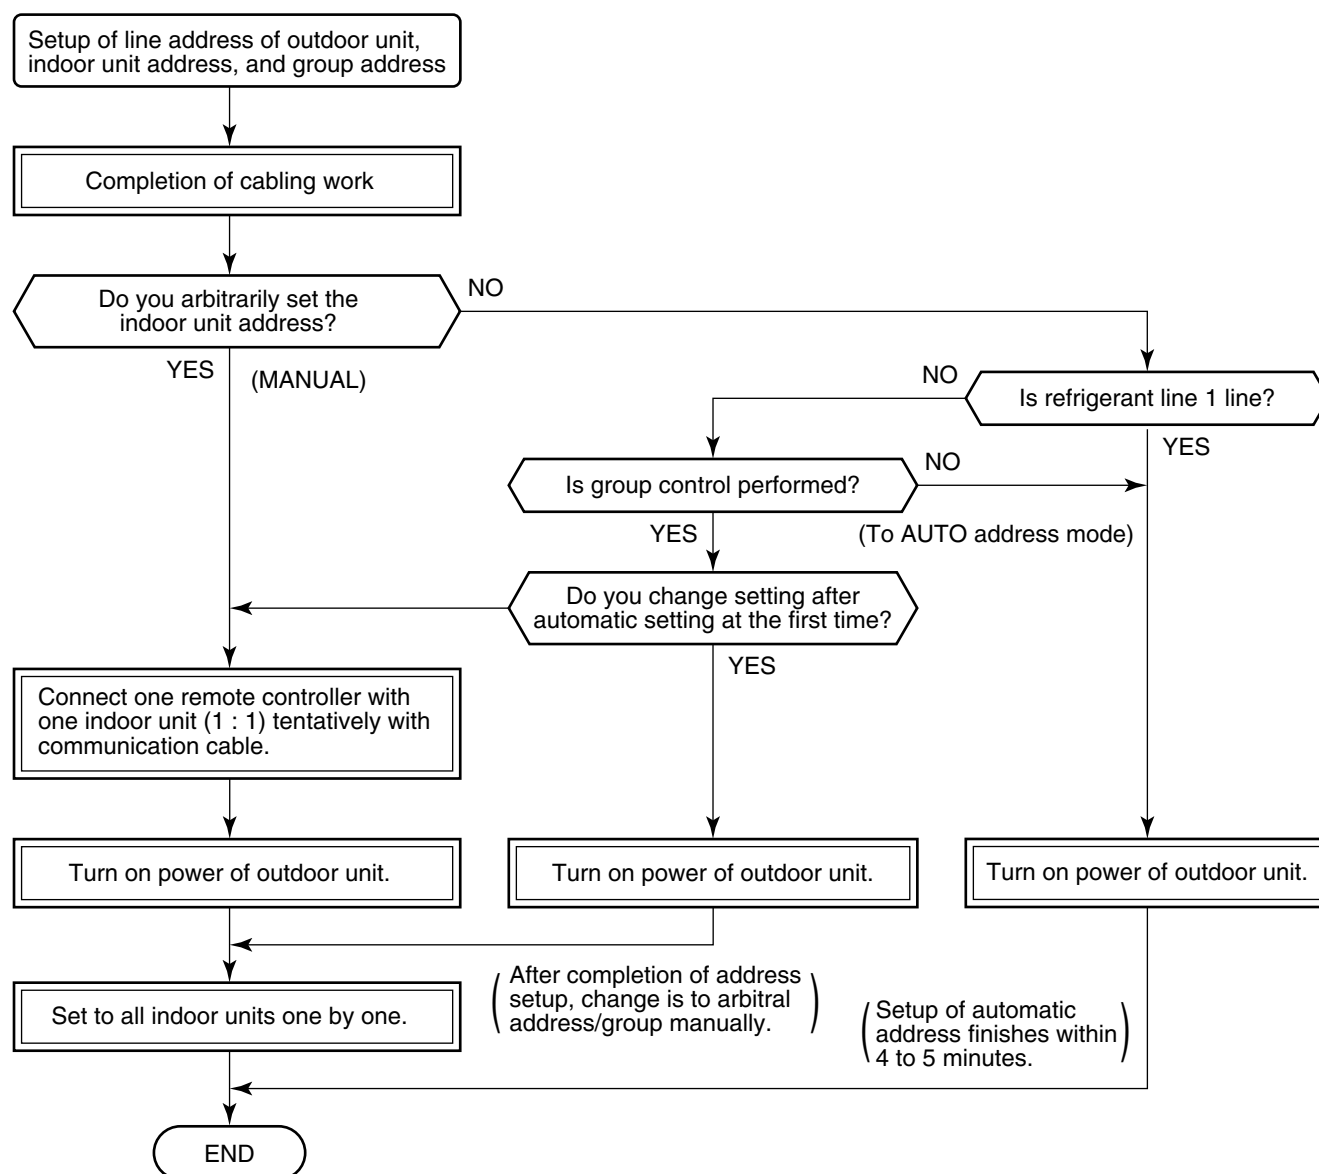 Setup of line address of outdoor unit,
indoor unit address, and group address
Completion of cabling work
Do you arbitrarily set the
indoor unit address?
NO
YES
(MANUAL)
NO
Is refrigerant line 1 line?
YES
Is group control performed?
NO
YES
(To AUTO address mode)
Do you change setting after
automatic setting at the first time?
YES
Connect one remote controller with
one indoor unit (1 : 1) tentatively with
communication cable.
Turn on power of outdoor unit.
Turn on power of outdoor unit.
Turn on power of outdoor unit.
After completion of address
setup, change is to arbitral
address/group manually.
Set to all indoor units one by one.
Setup of automatic
address finishes within
4 to 5 minutes.
END